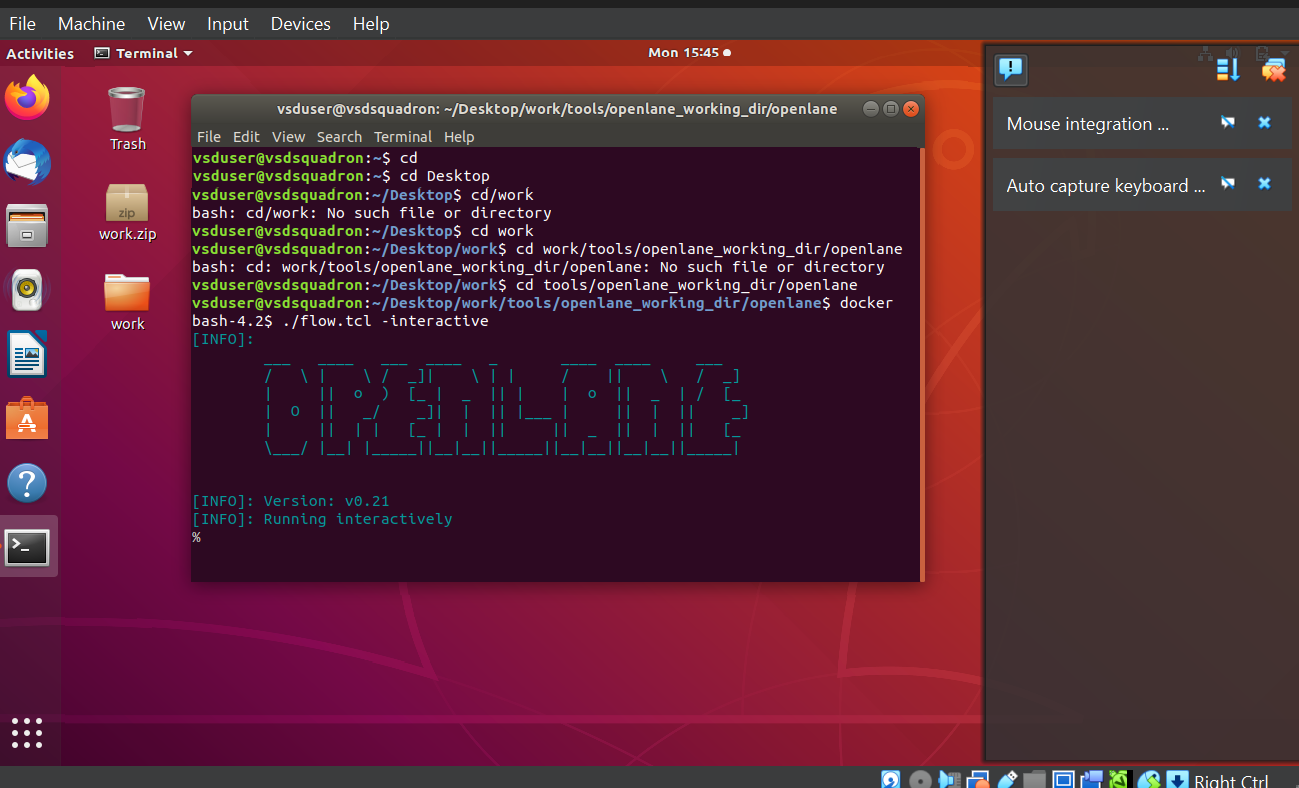 File Machine View Input Devices Help
Activities Terminal Mon 15:45
Trash
zip
work.zip
work
vsduser@vsdsquadron: ~/Desktop/work/tools/openlane_working_dir/openlane
File Edit View Search Terminal Help
vsduser@vsdsquadron:~$ cd
vsduser@vsdsquadron:~$ cd Desktop
vsduser@vsdsquadron:~/Desktop$ cd/work
bash: cd/work: No such file or directory
vsduser@vsdsquadron:~/Desktop$ cd work
vsduser@vsdsquadron:~/Desktop/work$ cd work/tools/openlane_working_dir/openlane
bash: cd: work/tools/openlane_working_dir/openlane: No such file or directory
vsduser@vsdsquadron:~/Desktop/work$ cd tools/openlane_working_dir/openlane
vsduser@vsdsquadron:~/Desktop/work/tools/openlane_working_dir/openlane$ docker
bash-4.2$ ./flow.tcl -interactive
[INFO]:
OPENLANE
[INFO]: Version: v0.21
[INFO]: Running interactively
%
Mouse integration ...
Auto capture keyboard ...
Right Ctrl